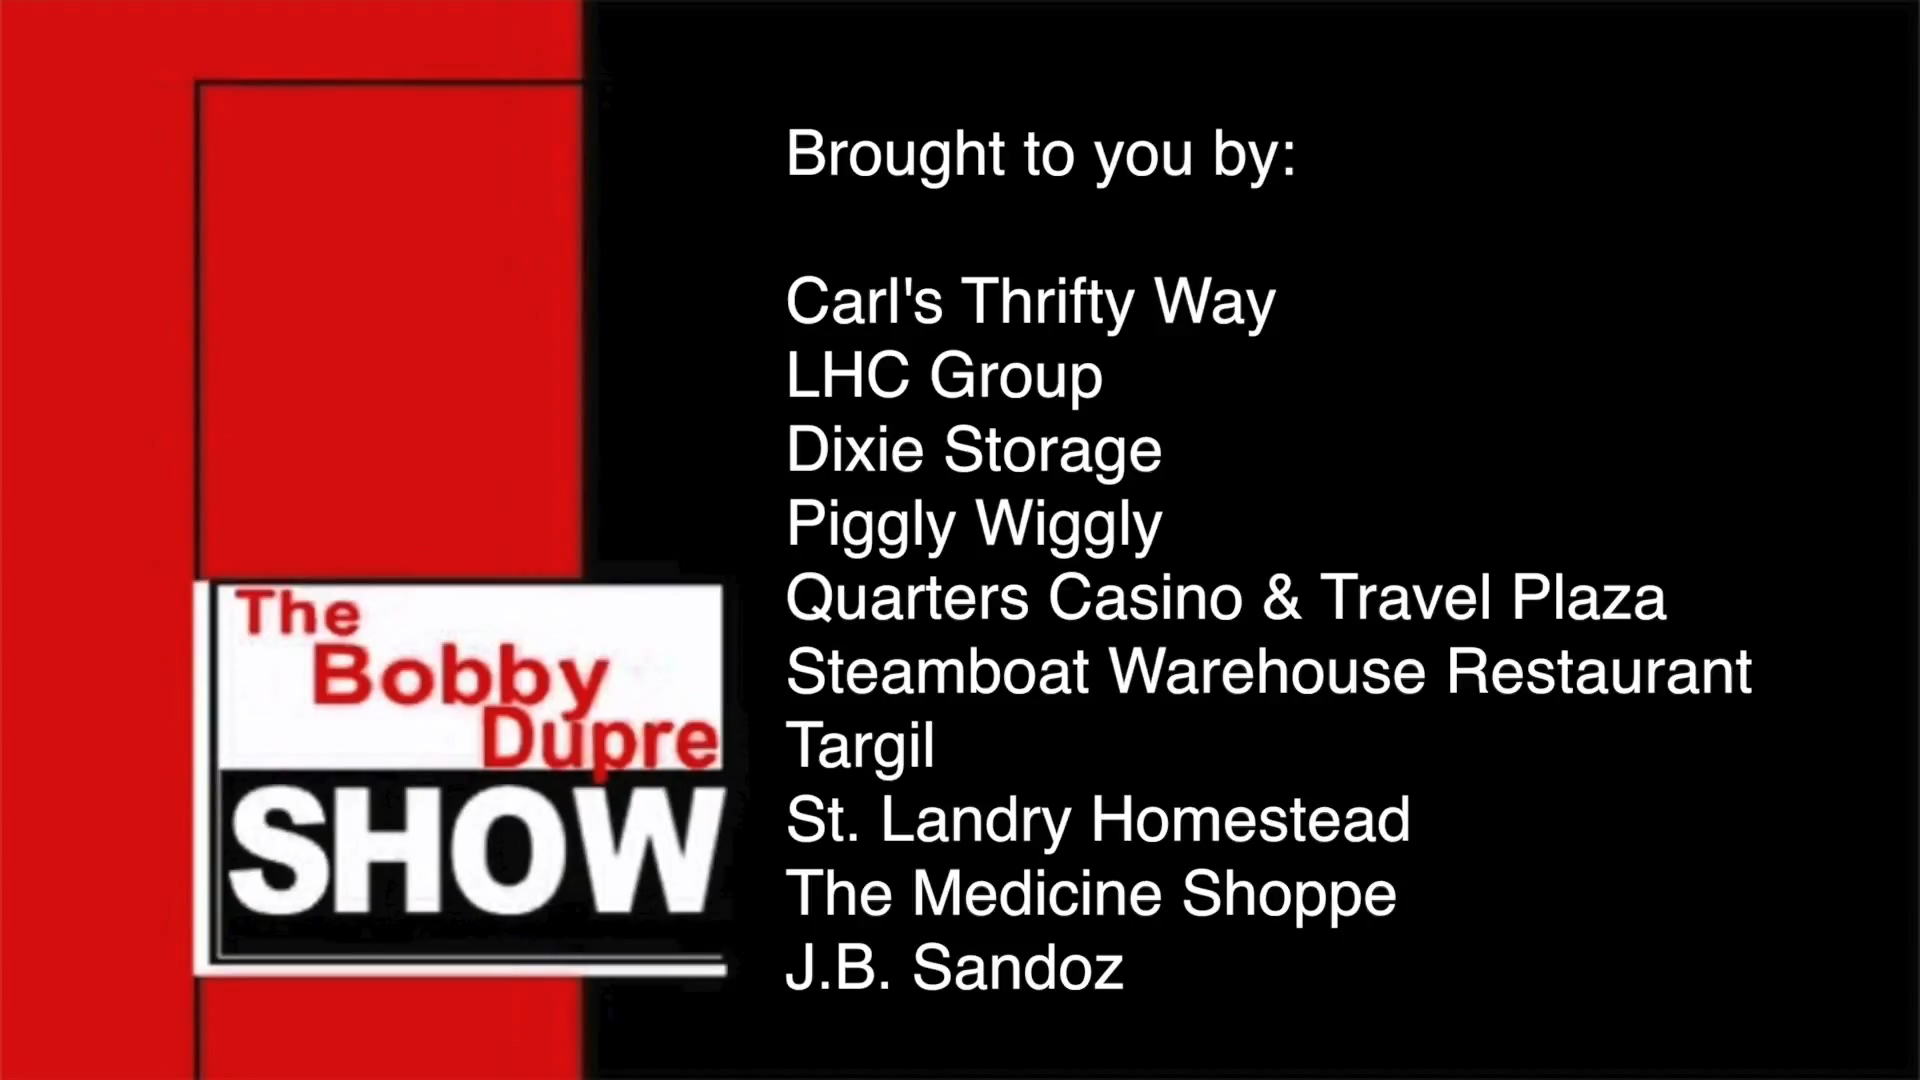 The
Bobby
Dupre
SHOW
Brought to you by:
Carl's Thrifty Way
LHC Group
Dixie Storage
Piggly Wiggly
Quarters Casino & Travel Plaza
Steamboat Warehouse Restaurant
Targil
St. Landry Homestead
The Medicine Shoppe
J.B. Sandoz